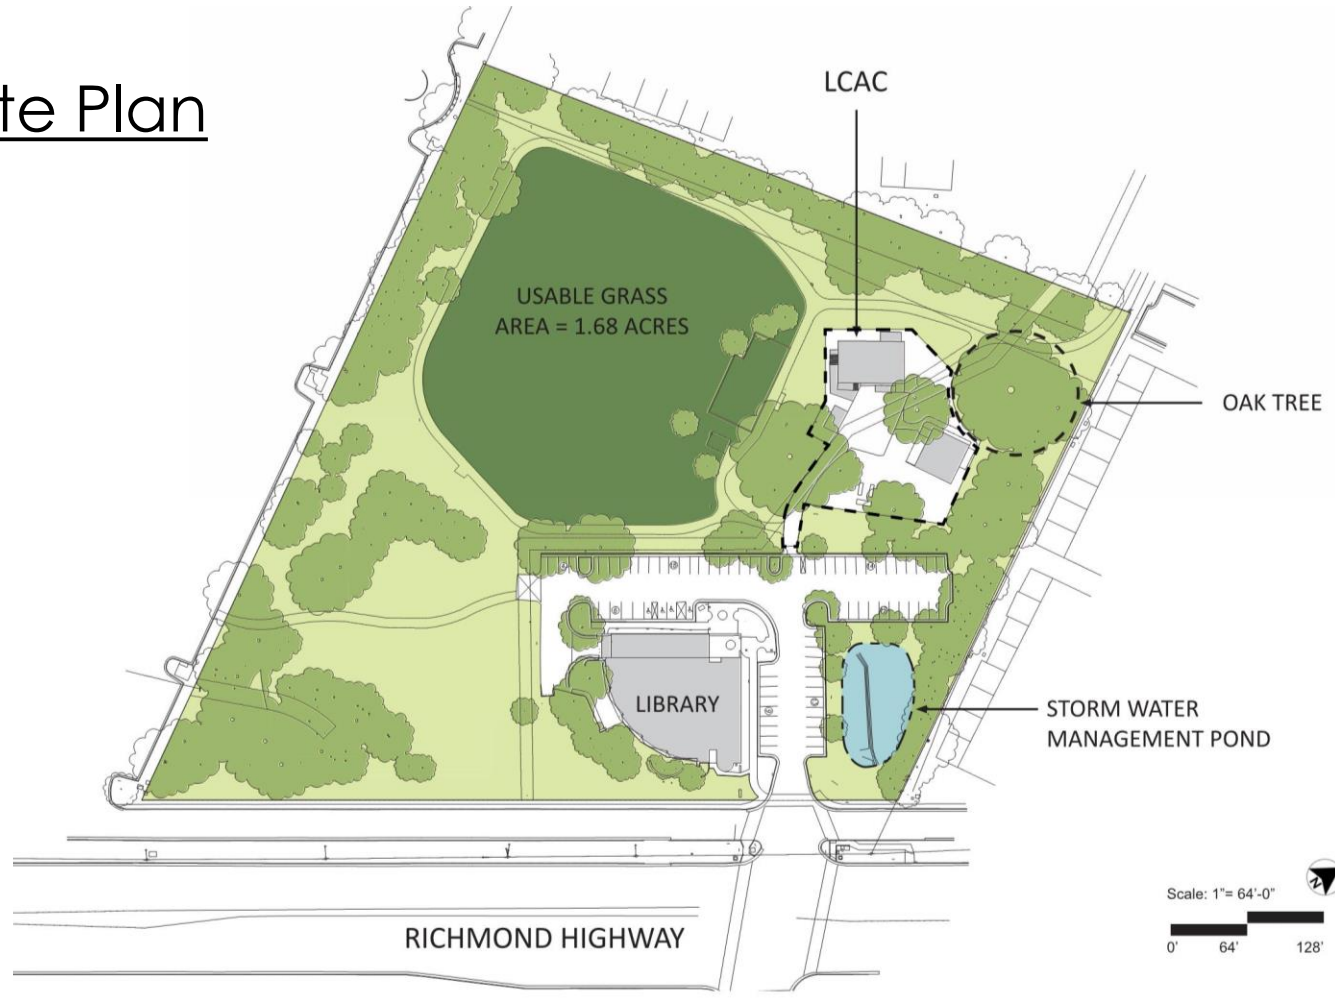 te Plan
LCAC
USABLE GRASS
AREA = 1.68 ACRES
OAK TREE
LIBRARY
STORM WATER
MANAGEMENT POND
RICHMOND HIGHWAY
Scale: 1"= 64'-0"
N
0' 64' 128'